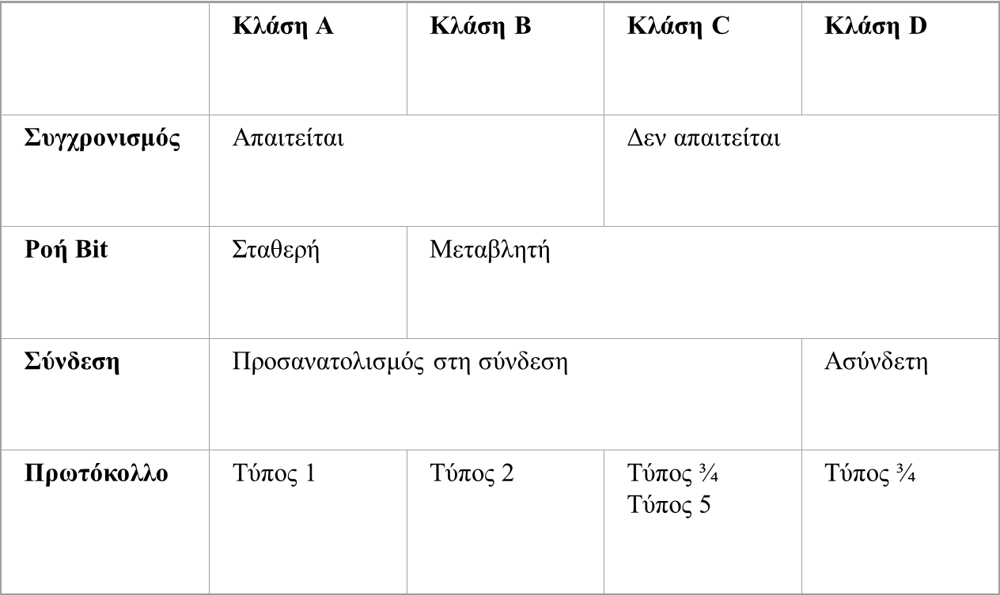 Κλάση A Κλάση B Κλάση C Κλάση D
Συγχρονισμός Απαιτείται Δεν απαιτείται
Ροή Bit Σταθερή Μεταβλητή
Σύνδεση Προσανατολισμός στη σύνδεση Ασύνδετη
Πρωτόκολλο Τύπος 1 Τύπος 2 Τύπος ¾ Τύπος ¾
Τύπος 5